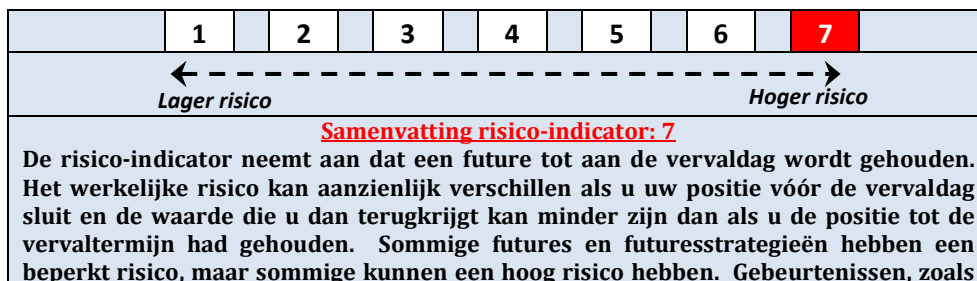 1 2 3 4 5 6 7
Lager risico Hoger risico
Samenvatting risico-indicator: 7
De risico-indicator neemt aan dat een future tot aan de vervaldag wordt gehouden.
Het werkelijke risico kan aanzienlijk verschillen als u uw positie vóór de vervaldag
sluit en de waarde die u dan terugkrijgt kan minder zijn dan als u de positie tot de
vervaltermijn had gehouden. Sommige futures en futuresstrategieën hebben een
beperkt risico, maar sommige kunnen een hoog risico hebben. Gebeurtenissen, zoals